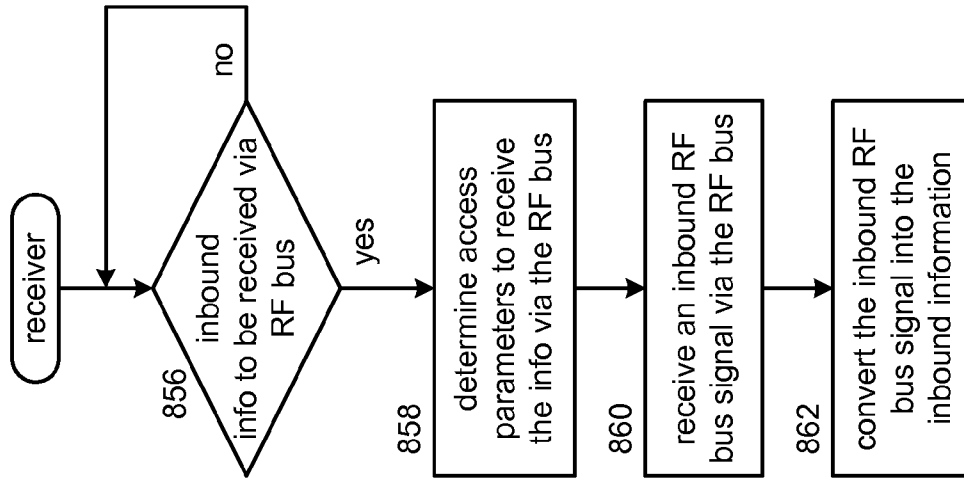 receiver
856
inbound
info to be received via
RF bus
no
yes
858
determine access
parameters to receive
the info via the RF bus
860
receive an inbound RF
bus signal via the RF bus
862
convert the inbound RF
bus signal into the
inbound information